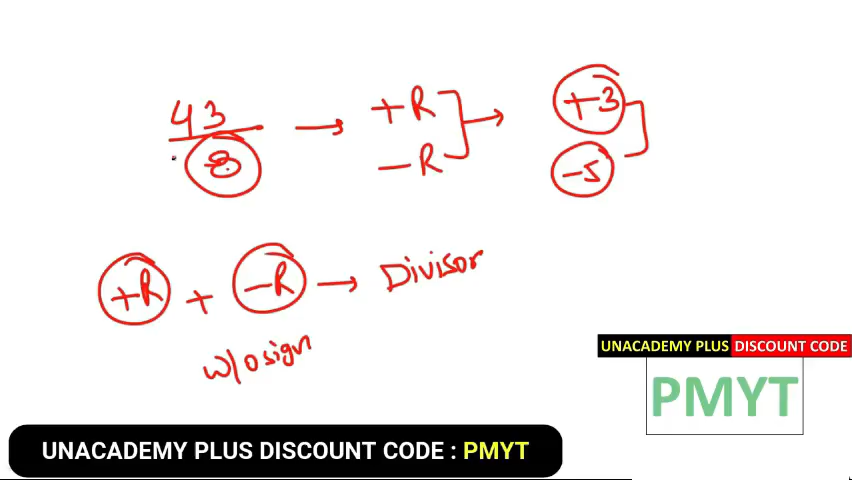 43
8
→ +R
− R
→ +3
−5
+R + −R → Divisor
w/o sign
UNACADEMY PLUS DISCOUNT CODE
PMYT
UNACADEMY PLUS DISCOUNT CODE : PMYT